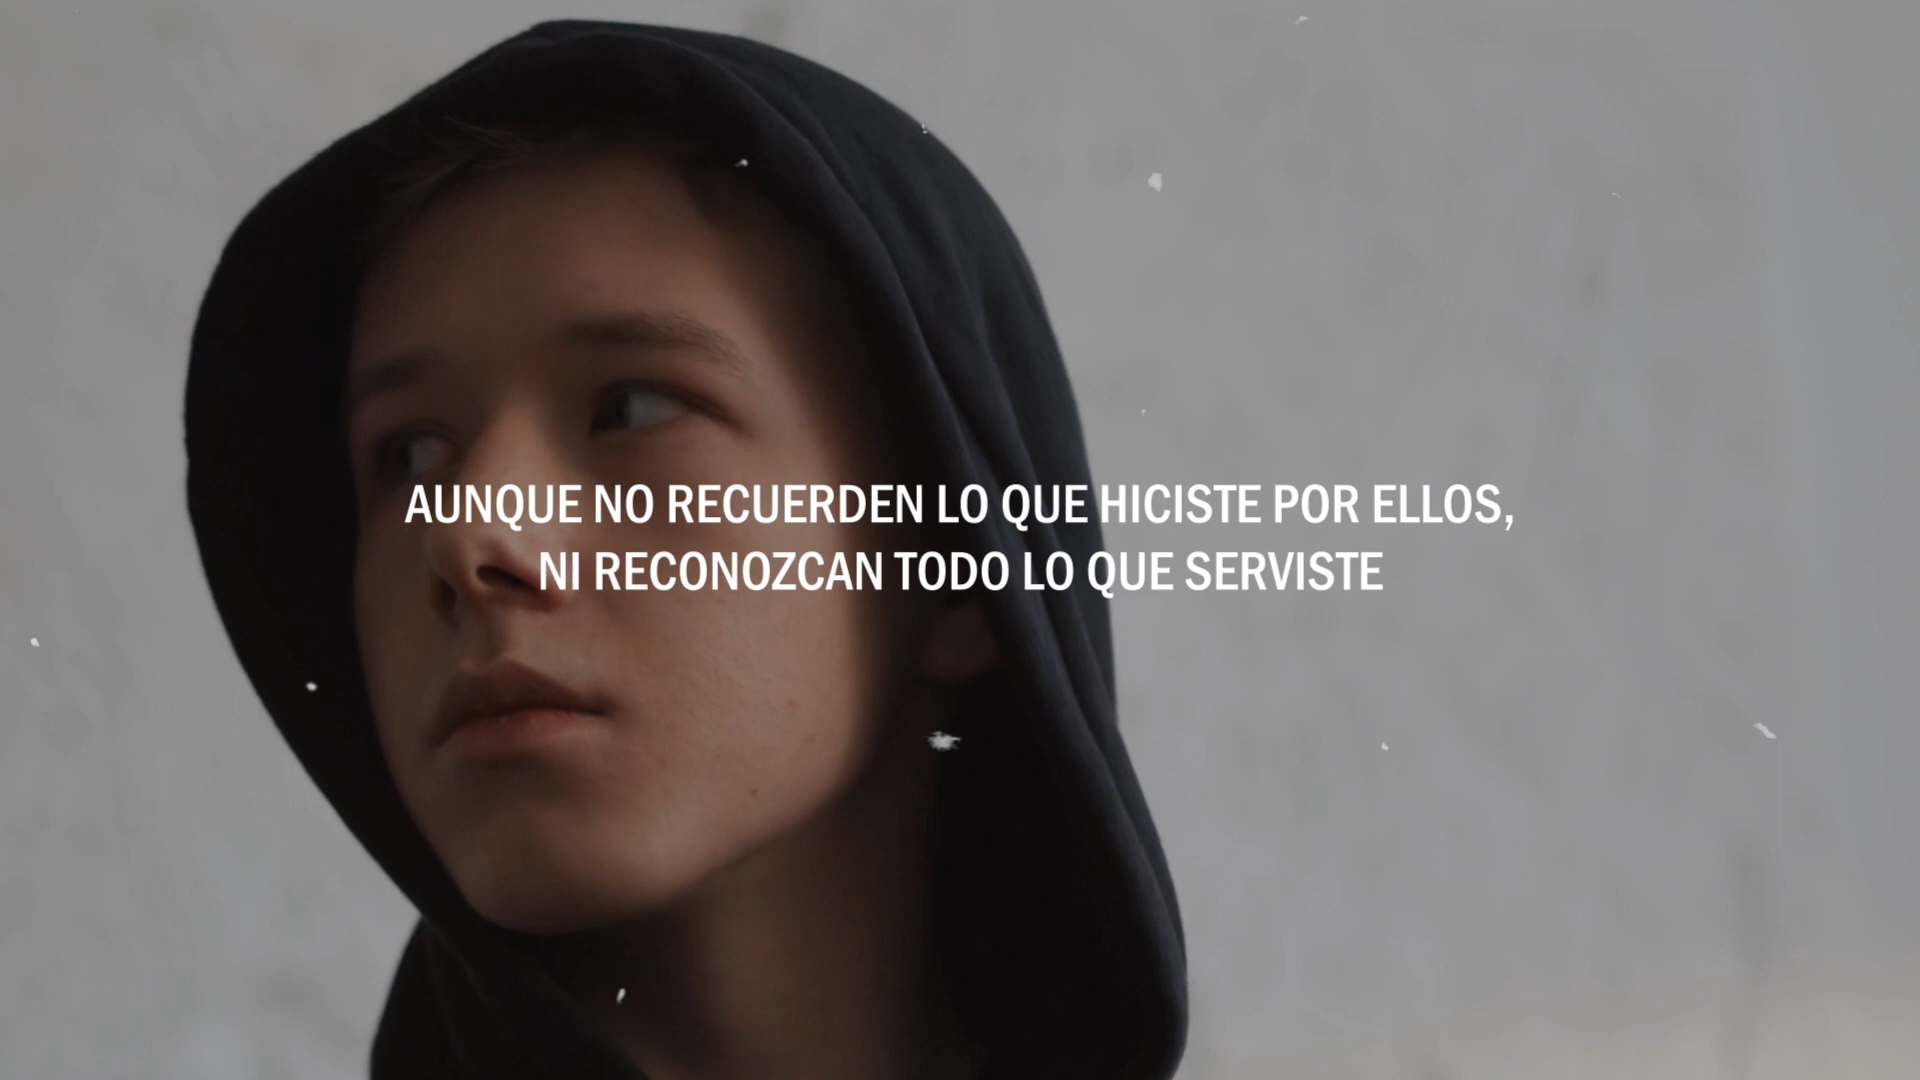 AUNQUE NO RECUERDEN LO QUE HICISTE POR ELLOS,
NI RECONOZCAN TODO LO QUE SERVISTE